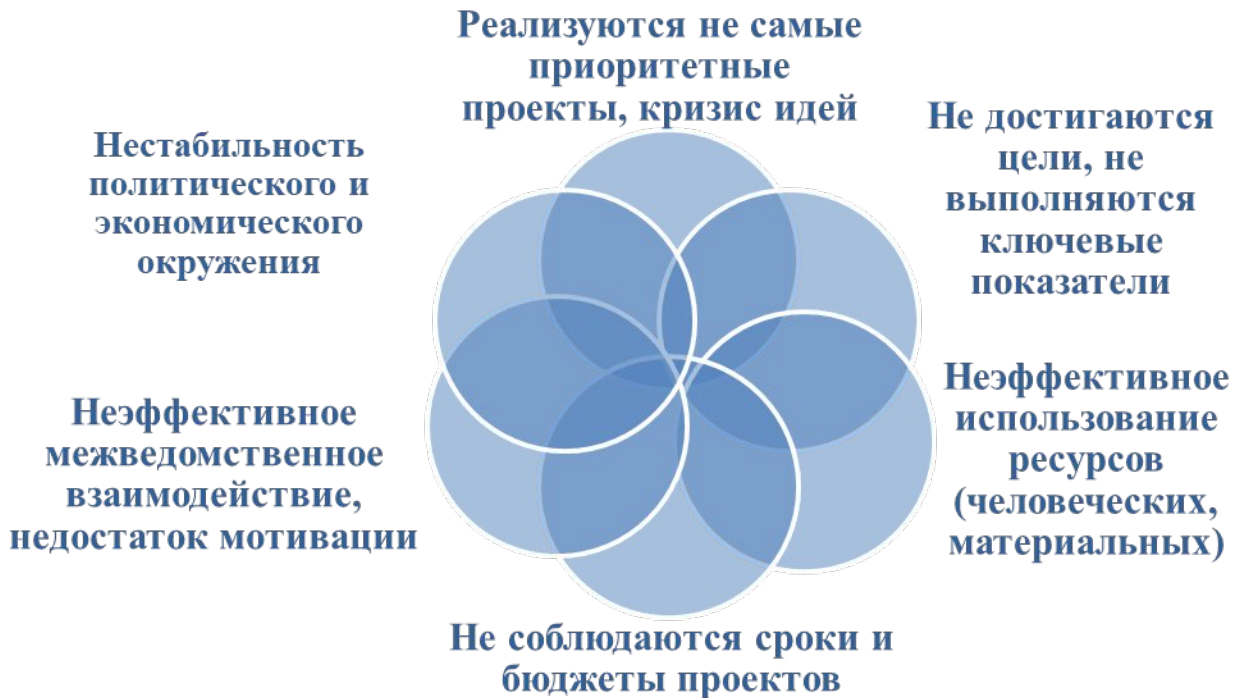 Реализуются не самые
приоритетные
проекты, кризис идей
Не достигаются
цели, не
выполняются
ключевые
показатели
Неэффективное
использование
ресурсов
(человеческих,
материальных)
Не соблюдаются сроки и
бюджеты проектов
Неэффективное
межведомственное
взаимодействие,
недостаток мотивации
Нестабильность
политического и
экономического
окружения